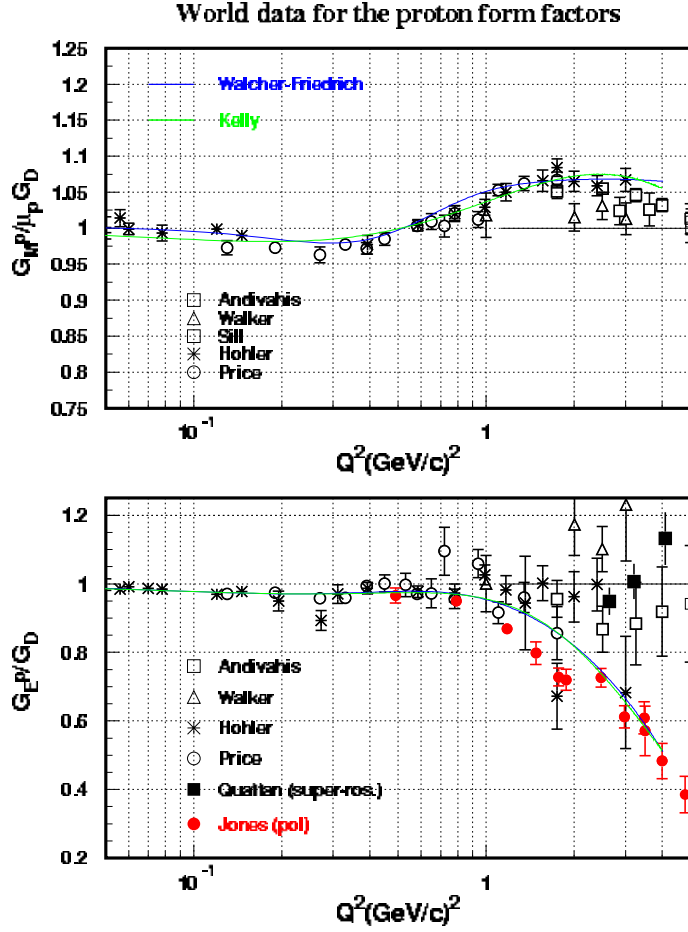 World data for the proton form factors
G_M^p/μ_p G_D
1.25
1.2
1.15
1.1
1.05
1
0.95
0.9
0.85
0.8
0.75
Walcher-Friedrich
Kelly
Andivahis
Walker
Sill
Hohler
Price
10^-1
1
Q^2(GeV/c)^2
G_E^p/G_D
1.2
1
0.8
0.6
0.4
0.2
Andivahis
Walker
Hohler
Price
Quattan (super-ros.)
Jones (pol)
10^-1
1
Q^2(GeV/c)^2